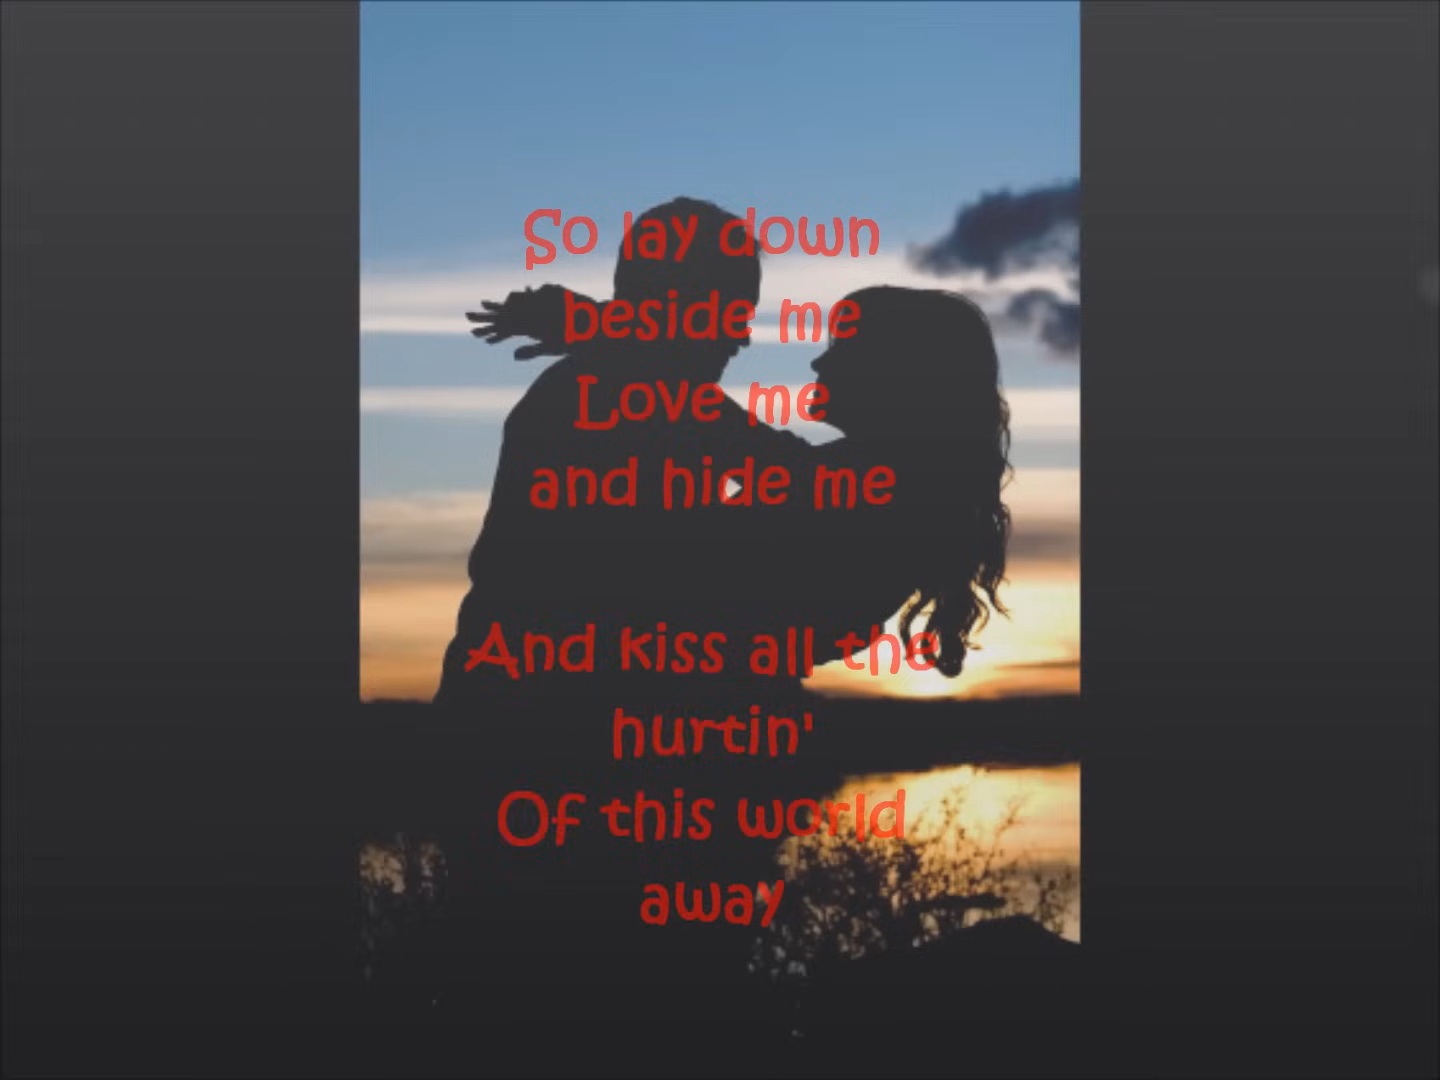 So lay down
beside me
Love me
and hide me
And kiss all the
hurtin'
Of this world
away